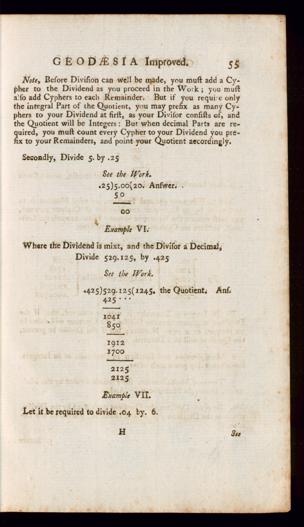 GEODÆSIA Improved. 55
Note, Before Diviſion can well be made, you muſt add a Cy-
pher to the Dividend as you proceed in the Work; you muſt
alſo add Cyphers to each Remainder. But if you require only
the integral Part of the Quotient, you may prefix as many Cy-
phers to your Dividend at firſt, as your Diviſor conſiſts of, and
the Quotient will be Integers: But when decimal Parts are re-
quired, you muſt count every Cypher to your Dividend you pre-
fix to your Remainders, and point your Quotient accordingly.
Secondly, Divide 5. by .25
See the Work.
.25)5.00(20. Anſwer.
50
00
Example VI.
Where the Dividend is mixt, and the Diviſor a Decimal,
Divide 529.125, by .425
See the Work.
.425)529.125(1245. the Quotient. Anſ.
425 · · ·
1041
850
1912
1700
2125
2125
Example VII.
Let it be required to divide .04 by. 6.
H See